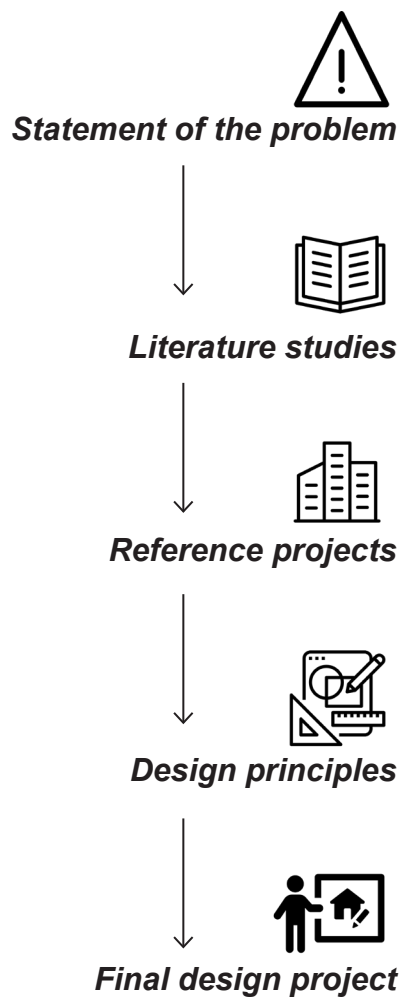 Statement of the problem
Literature studies
Reference projects
Design principles
Final design project